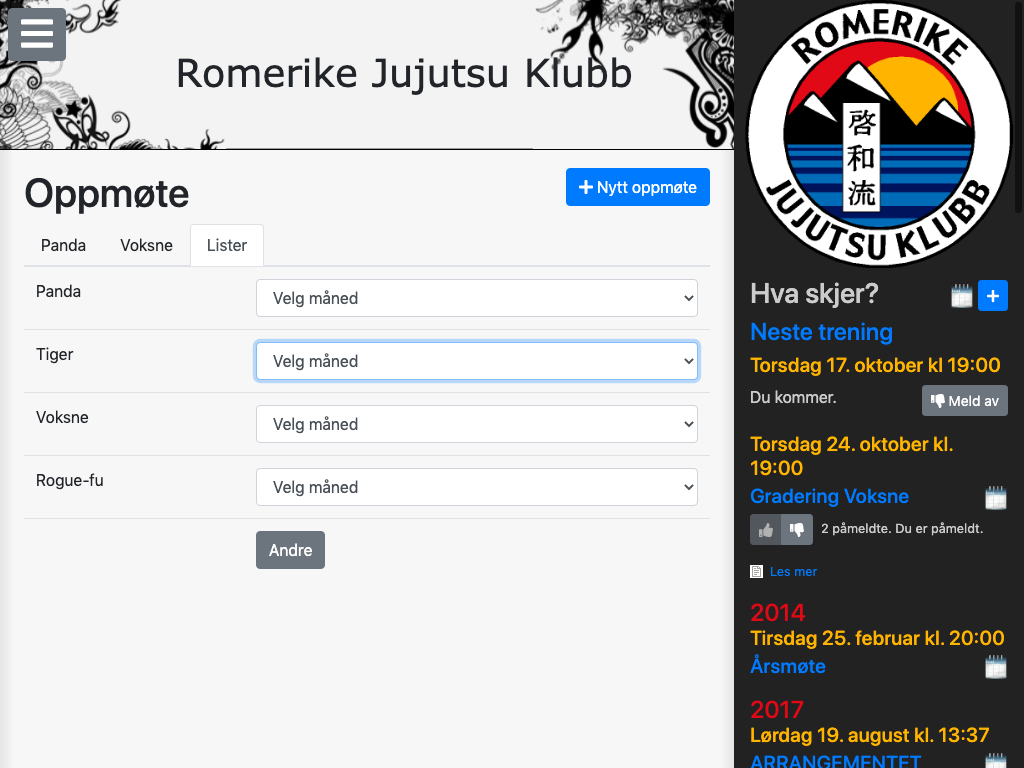 Romerike Jujutsu Klubb
Oppmøte
Nytt oppmøte
Panda
Voksne
Lister
Panda
Velg måned
Tiger
Velg måned
Voksne
Velg måned
Rogue-fu
Velg måned
Andre
ROMERIKE
啓和流
JUJUTSU KLUBB
Hva skjer?
Neste trening
Torsdag 17. oktober kl 19:00
Du kommer.
Meld av
Torsdag 24. oktober kl.
19:00
Gradering Voksne
2 påmeldte. Du er påmeldt.
Les mer
2014
Tirsdag 25. februar kl. 20:00
Årsmøte
2017
Lørdag 19. august kl. 13:37
ARRANGEMENTET